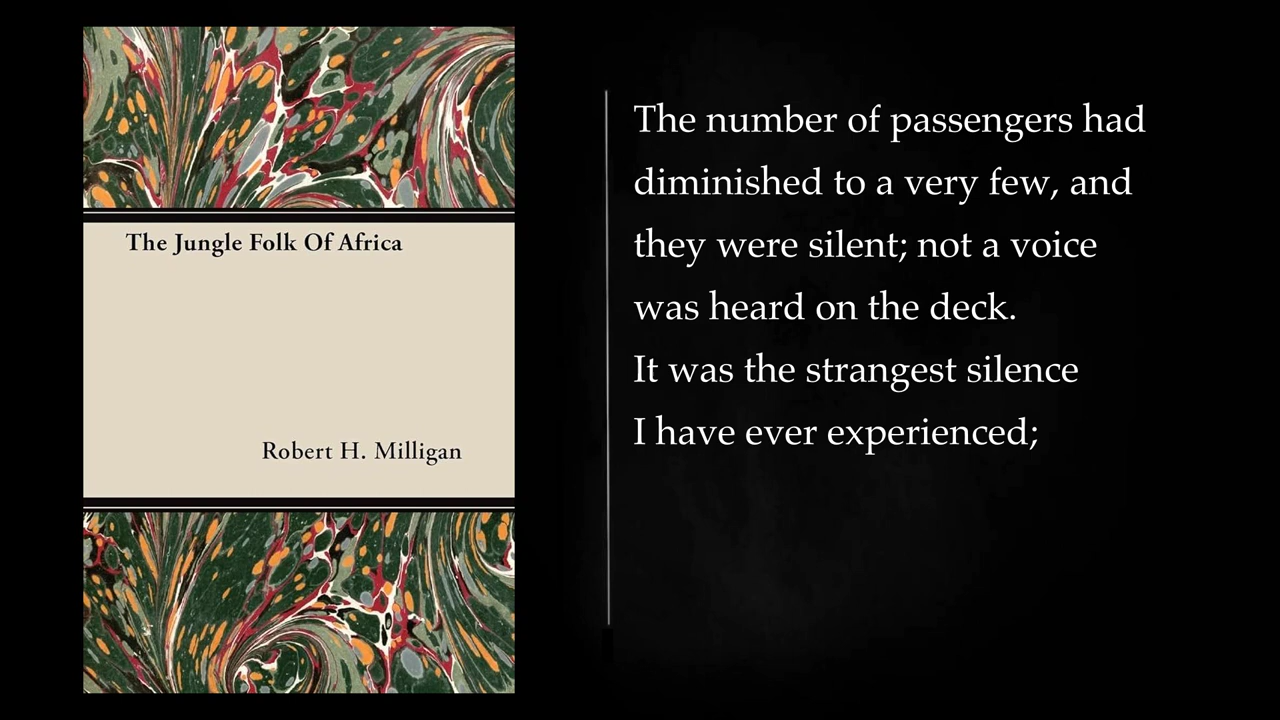 The Jungle Folk Of Africa
Robert H. Milligan
The number of passengers had
diminished to a very few, and
they were silent; not a voice
was heard on the deck.
It was the strangest silence
I have ever experienced;